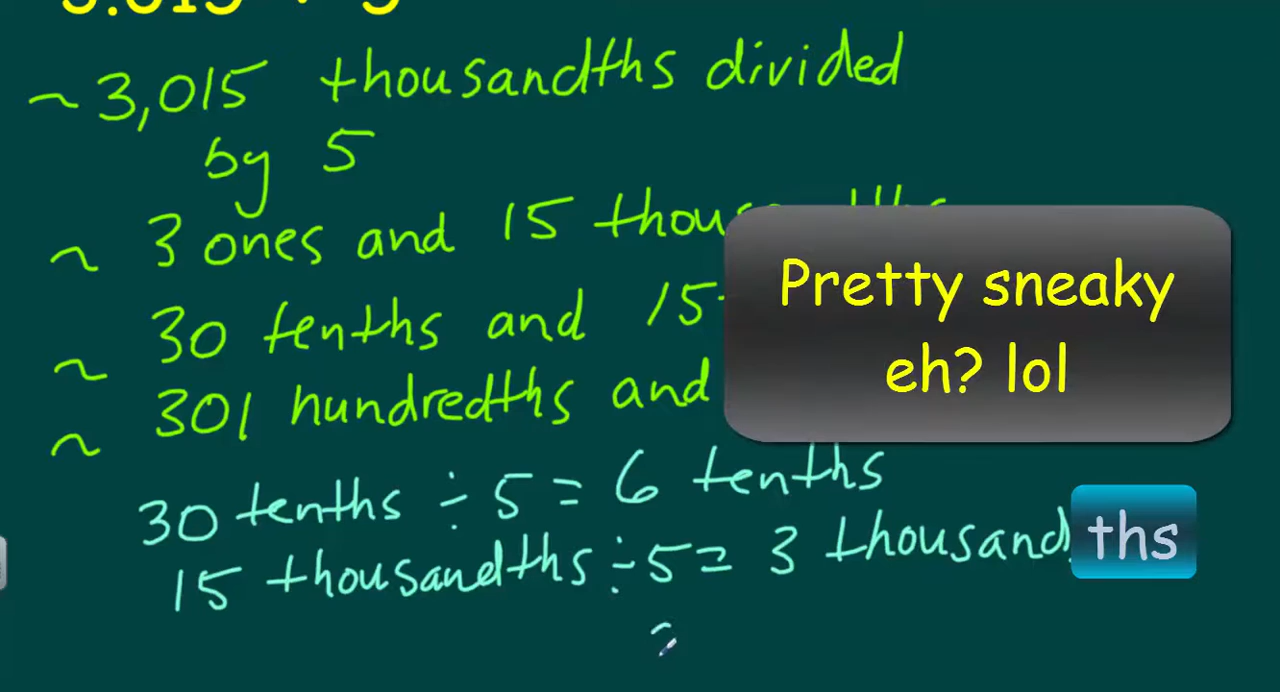 ~ 3,015 thousandths divided
by 5
~ 3 ones and 15
~ 30 tenths and 15
~ 301 hundredths and
Pretty sneaky
eh? lol
30 tenths ÷ 5 = 6 tenths
15 thousandths ÷ 5 = 3 thousandths
=